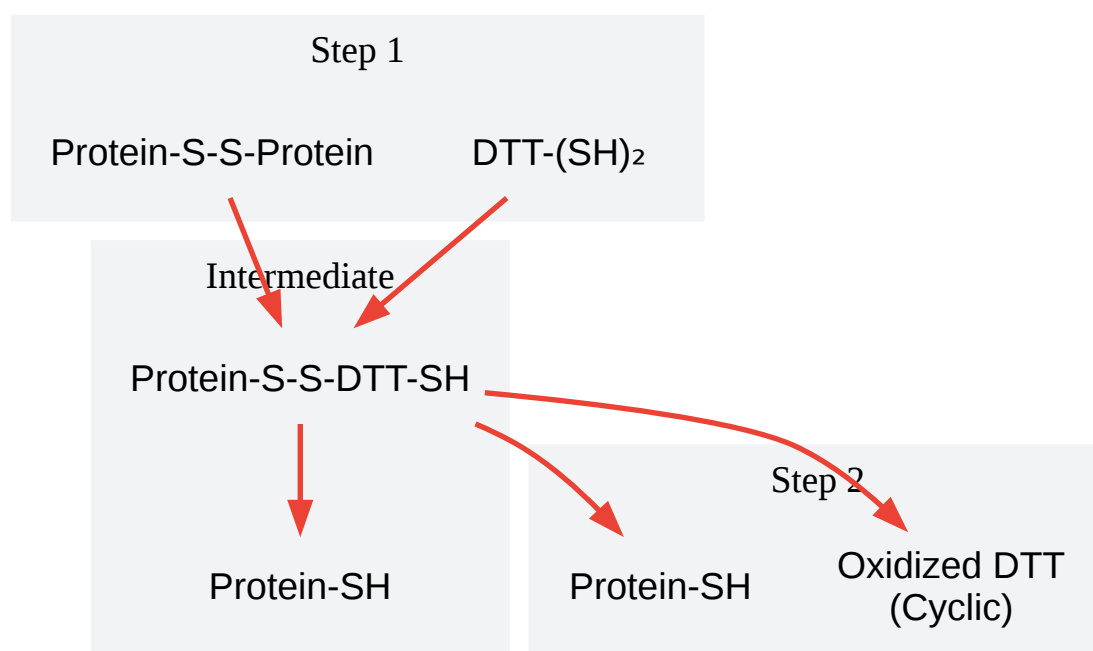 Step 1
Protein-S-S-Protein
DTT-(SH)₂
Intermediate
Protein-S-S-DTT-SH
Protein-SH
Step 2
Protein-SH
Oxidized DTT
(Cyclic)